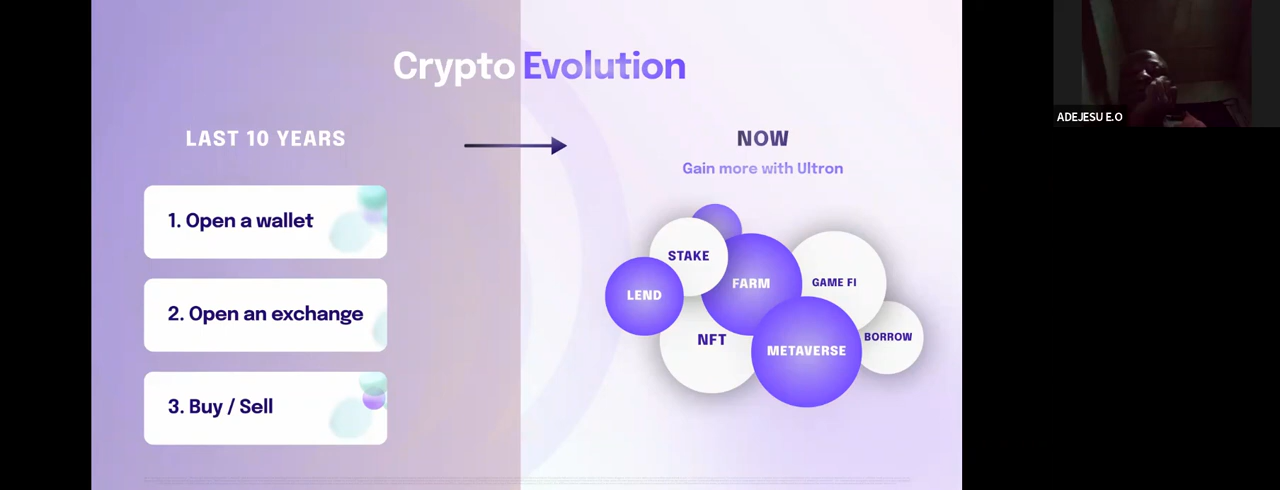 Crypto Evolution
LAST 10 YEARS
1. Open a wallet
2. Open an exchange
3. Buy / Sell
NOW
Gain more with Ultron
STAKE
LEND
FARM
GAME FI
NFT
METAVERSE
BORROW
ADEJESU E.O